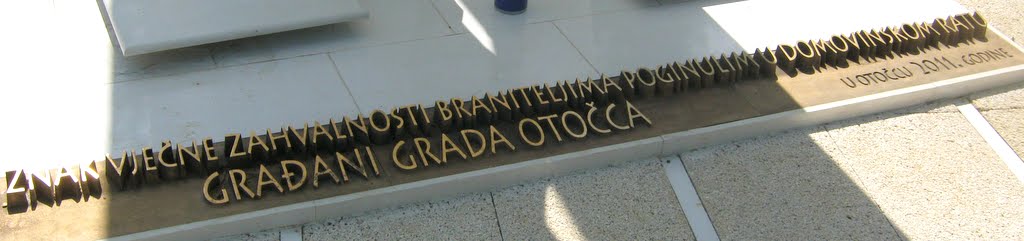 ZNAK VJEČNE ZAHVALNOSTI BRANITELJIMA POGINULIM U DOMOVINSKOM RATU
GRAĐANI GRADA OTOČCA
U OTOČCU 2011. GODINE